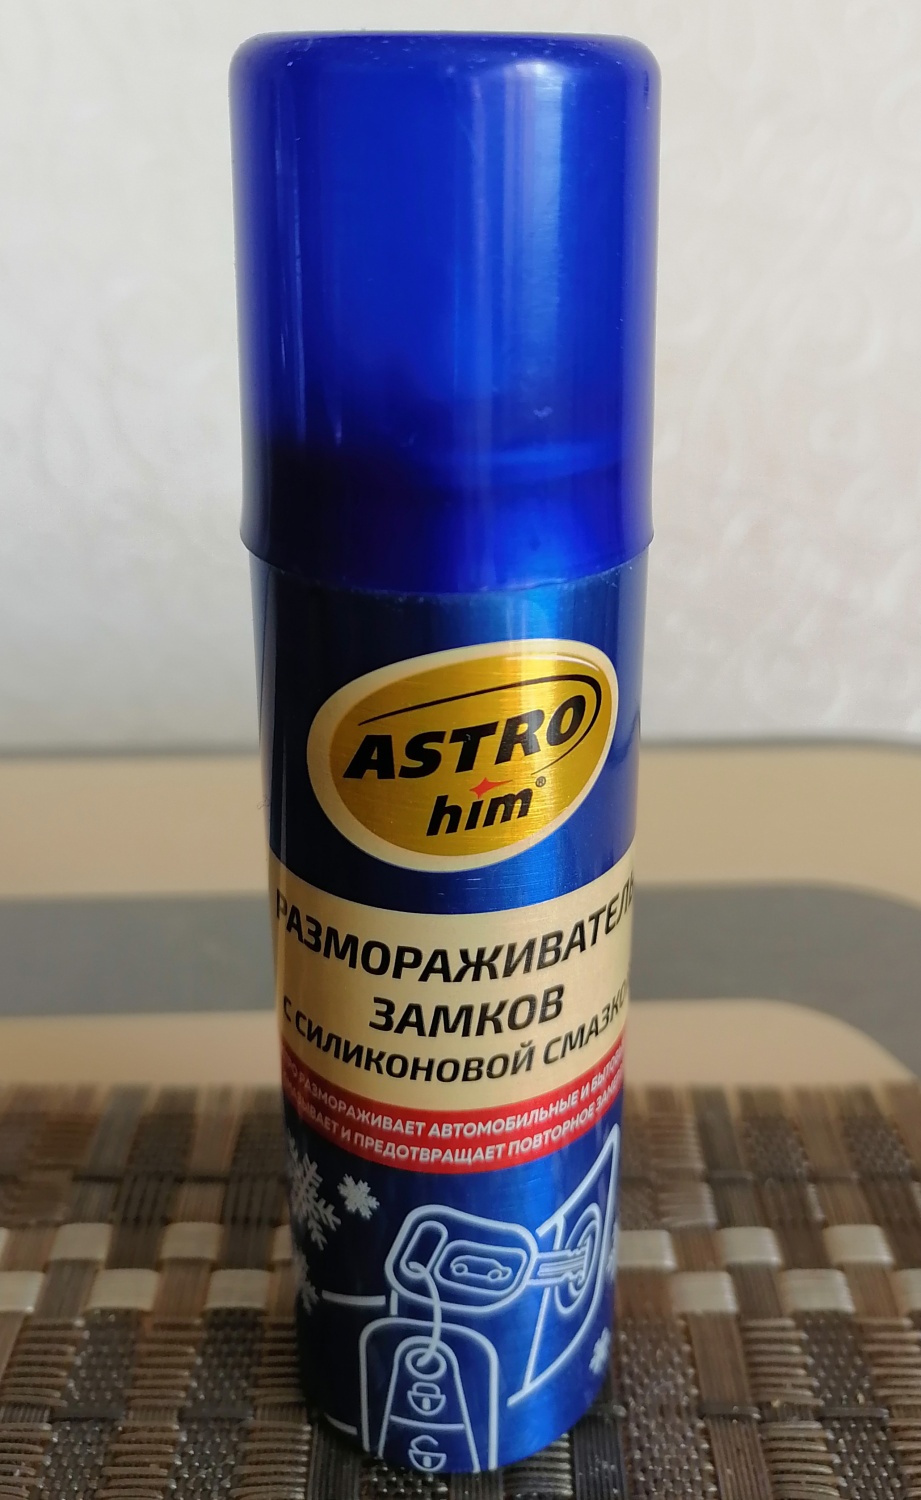 ASTRO
him®
РАЗМОРАЖИВАТЕЛЬ
ЗАМКОВ
С СИЛИКОНОВОЙ СМАЗКОЙ
РАЗМОРАЖИВАЕТ АВТОМОБИЛЬНЫЕ И
И ПРЕДОТВРАЩАЕТ ПОВТОРНОЕ